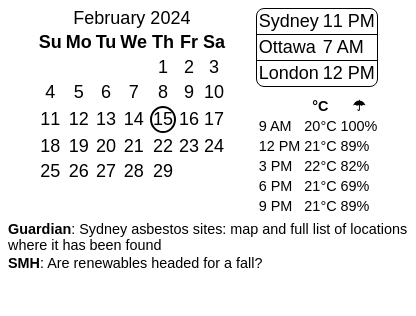 February 2024
Su Mo Tu We Th Fr Sa
1 2 3
4 5 6 7 8 9 10
11 12 13 14 15 16 17
18 19 20 21 22 23 24
25 26 27 28 29
Sydney 11 PM
Ottawa 7 AM
London 12 PM
°C ☂
9 AM 20°C 100%
12 PM 21°C 89%
3 PM 22°C 82%
6 PM 21°C 69%
9 PM 21°C 89%
Guardian: Sydney asbestos sites: map and full list of locations
where it has been found
SMH: Are renewables headed for a fall?